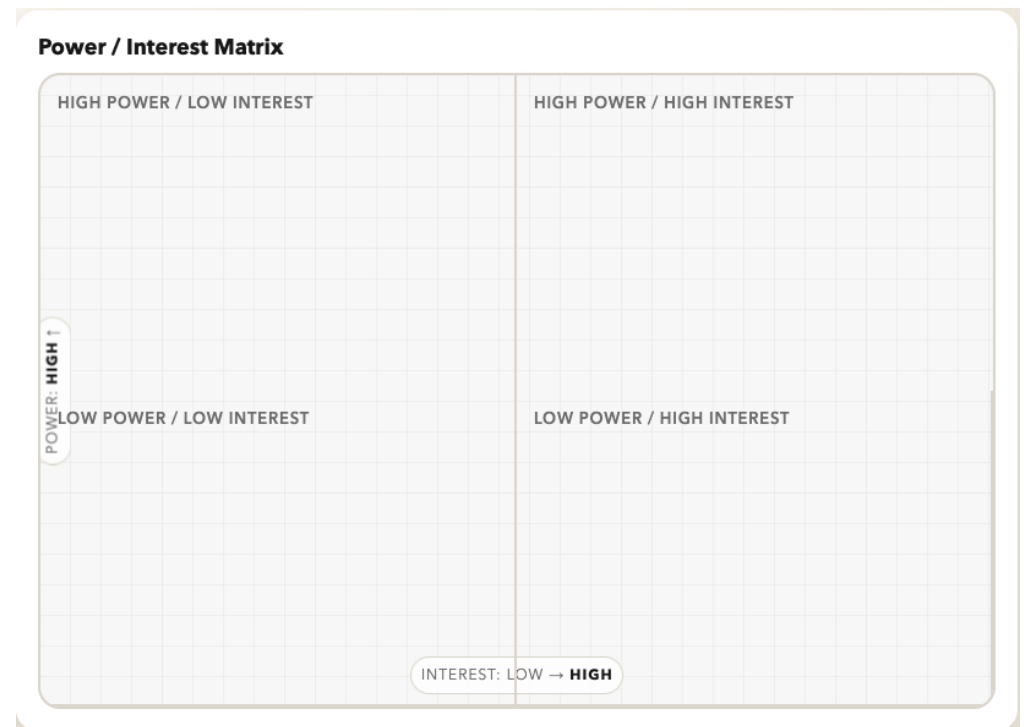 Power / Interest Matrix
HIGH POWER / LOW INTEREST
HIGH POWER / HIGH INTEREST
POWER: HIGH ↑
LOW POWER / LOW INTEREST
LOW POWER / HIGH INTEREST
INTEREST: LOW → HIGH